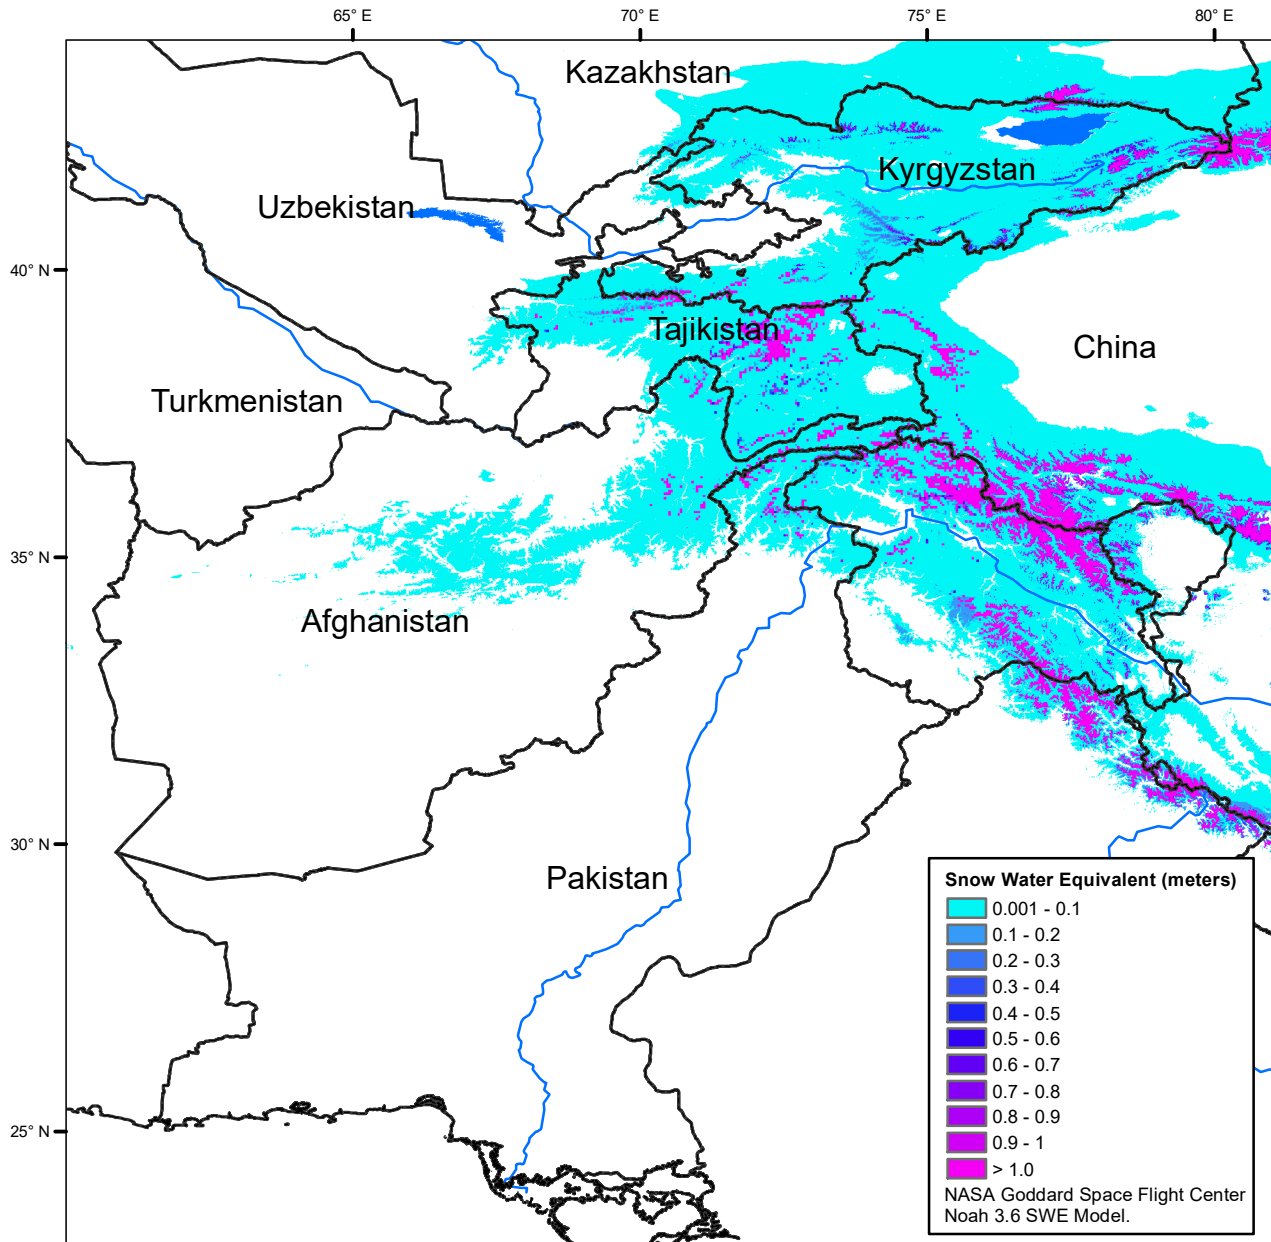 65° E
70° E
75° E
80° E
Kazakhstan
Kyrgyzstan
Uzbekistan
40° N
Tajikistan
China
Turkmenistan
35° N
Afghanistan
30° N
Pakistan
Snow Water Equivalent (meters)
0.001 - 0.1
0.1 - 0.2
0.2 - 0.3
0.3 - 0.4
0.4 - 0.5
0.5 - 0.6
0.6 - 0.7
0.7 - 0.8
0.8 - 0.9
0.9 - 1
> 1.0
25° N
NASA Goddard Space Flight Center
Noah 3.6 SWE Model.